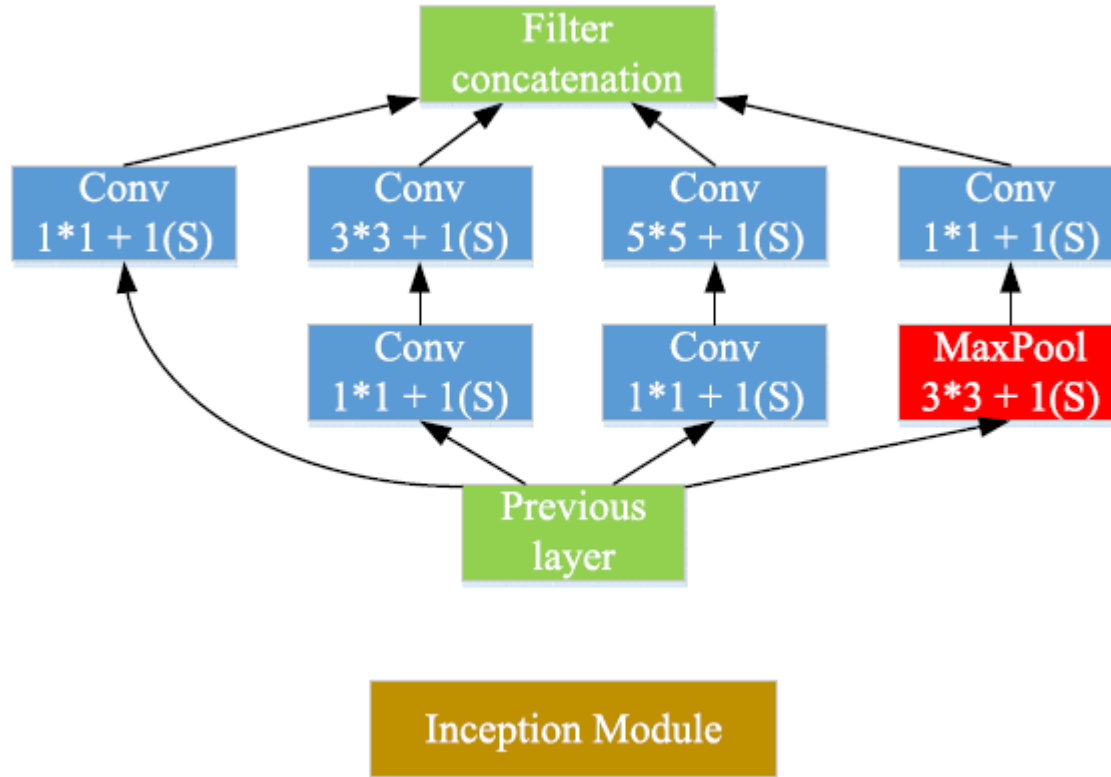 Filter
concatenation
Conv
1*1 + 1(S)
Conv
3*3 + 1(S)
Conv
5*5 + 1(S)
Conv
1*1 + 1(S)
Conv
1*1 + 1(S)
Conv
1*1 + 1(S)
MaxPool
3*3 + 1(S)
Previous
layer
Inception Module